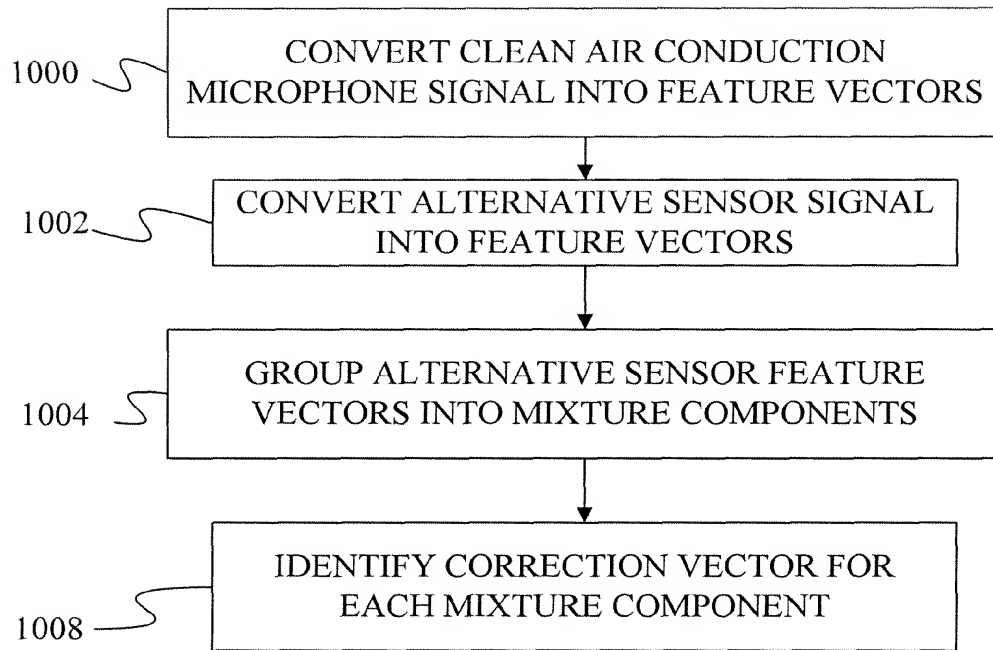 1000
CONVERT CLEAN AIR CONDUCTION
MICROPHONE SIGNAL INTO FEATURE VECTORS
1002
CONVERT ALTERNATIVE SENSOR SIGNAL
INTO FEATURE VECTORS
1004
GROUP ALTERNATIVE SENSOR FEATURE
VECTORS INTO MIXTURE COMPONENTS
1008
IDENTIFY CORRECTION VECTOR FOR
EACH MIXTURE COMPONENT